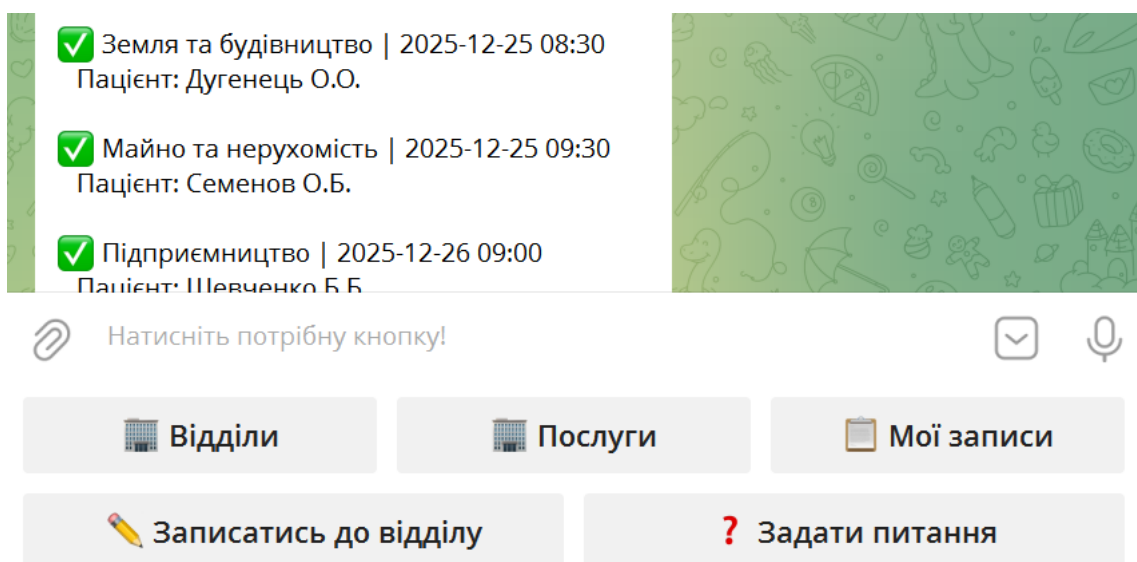 ✅ Земля та будівництво | 2025-12-25 08:30
Пацієнт: Дугенець О.О.
✅ Майно та нерухомість | 2025-12-25 09:30
Пацієнт: Семенов О.Б.
✅ Підприємництво | 2025-12-26 09:00
Пацієнт: Шевченко Б.Б.
Натисніть потрібну кнопку!
🏢 Відділи 🏢 Послуги 📋 Мої записи
✏️ Записатись до відділу ❓ Задати питання